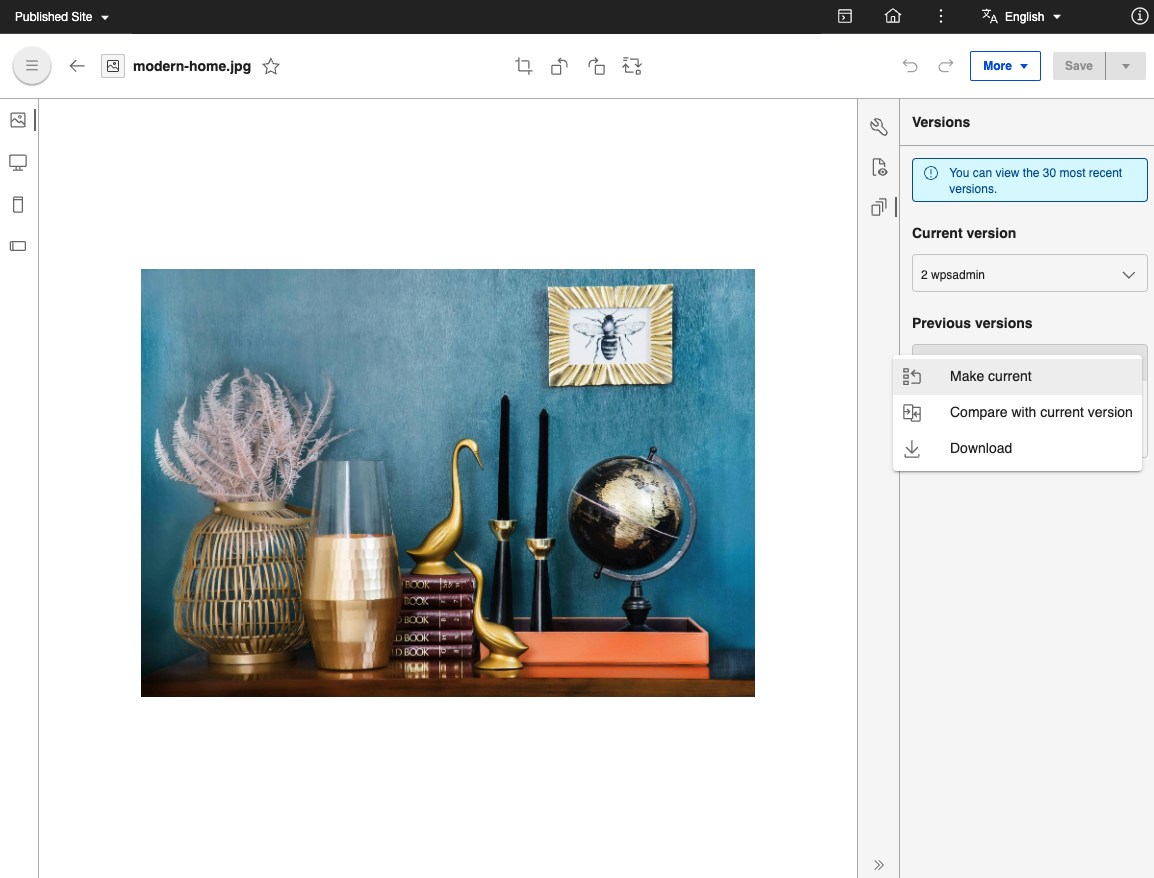 Published Site
English
modern-home.jpg
More
Save
Versions
You can view the 30 most recent
versions.
Current version
2 wpsadmin
Previous versions
Make current
Compare with current version
Download
BOOK
BOOK
BOOK
D BOOK
D BOOK